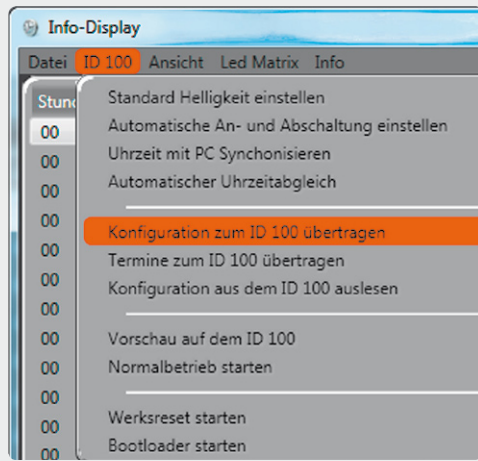 Info-Display
Datei ID 100 Ansicht Led Matrix Info
Stund
00
Standard Helligkeit einstellen
Automatische An- und Abschaltung einstellen
00
Uhrzeit mit PC Synchonisieren
00
Automatischer Uhrzeitabgleich
00
00
Konfiguration zum ID 100 übertragen
00
Termine zum ID 100 übertragen
00
Konfiguration aus dem ID 100 auslesen
00
00
Vorschau auf dem ID 100
00
Normalbetrieb starten
00
00
Werksreset starten
00
Bootloader starten